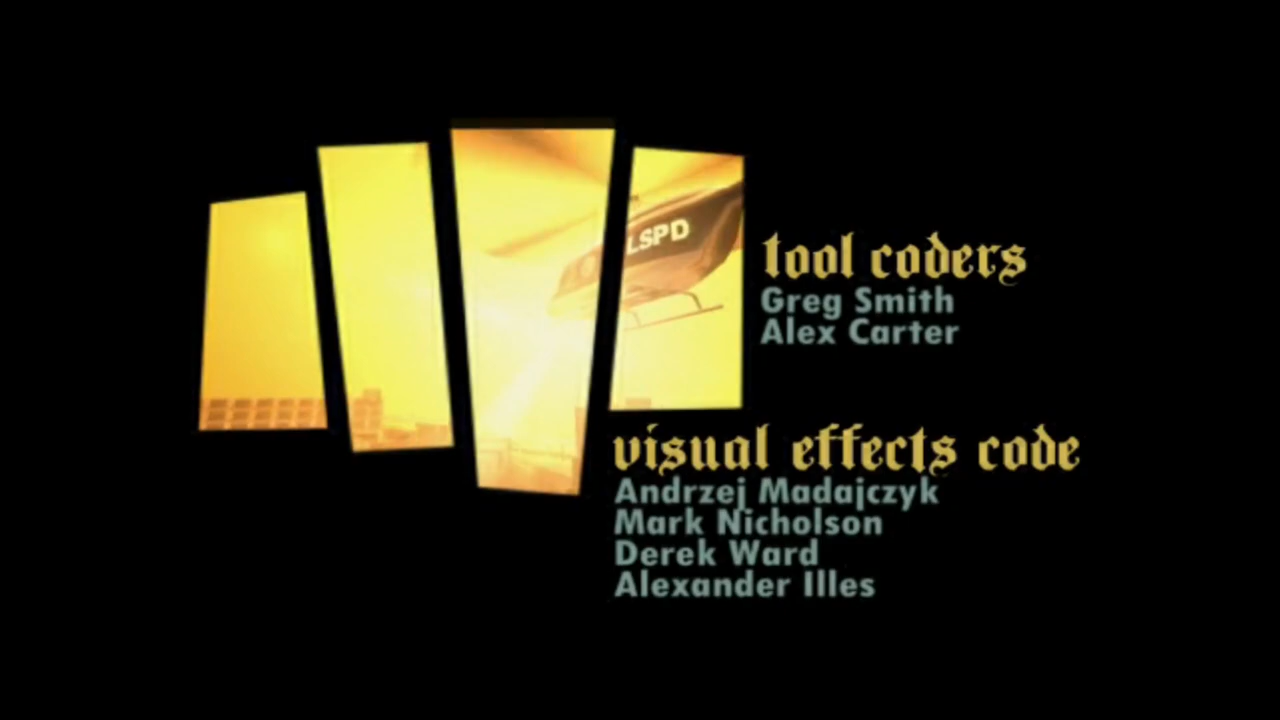 LSPD
tool coders
Greg Smith
Alex Carter
visual effects code
Andrzej Madajczyk
Mark Nicholson
Derek Ward
Alexander Illes